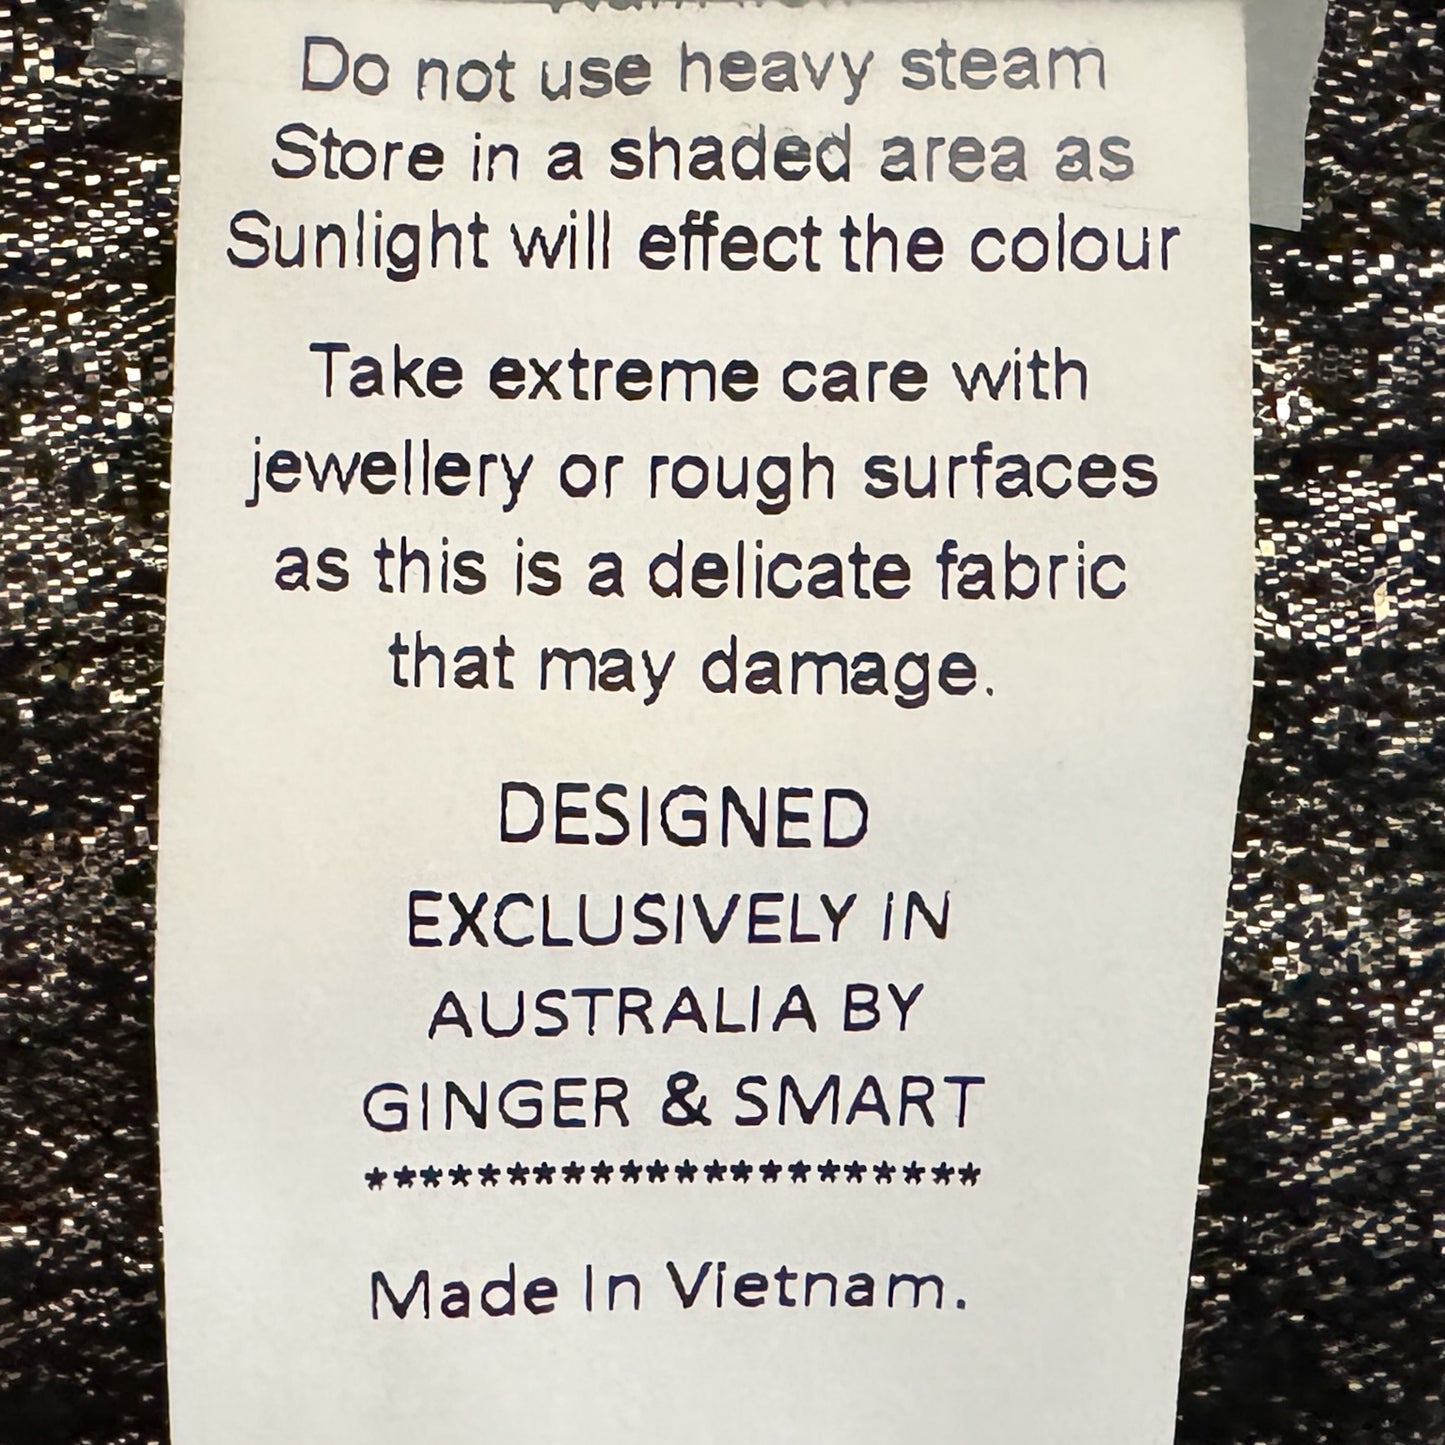 Do not use heavy steam
Store in a shaded area as
Sunlight will effect the colour
Take extreme care with
jewellery or rough surfaces
as this is a delicate fabric
that may damage.
DESIGNED
EXCLUSIVELY IN
AUSTRALIA BY
GINGER & SMART
**********************
Made In Vietnam.